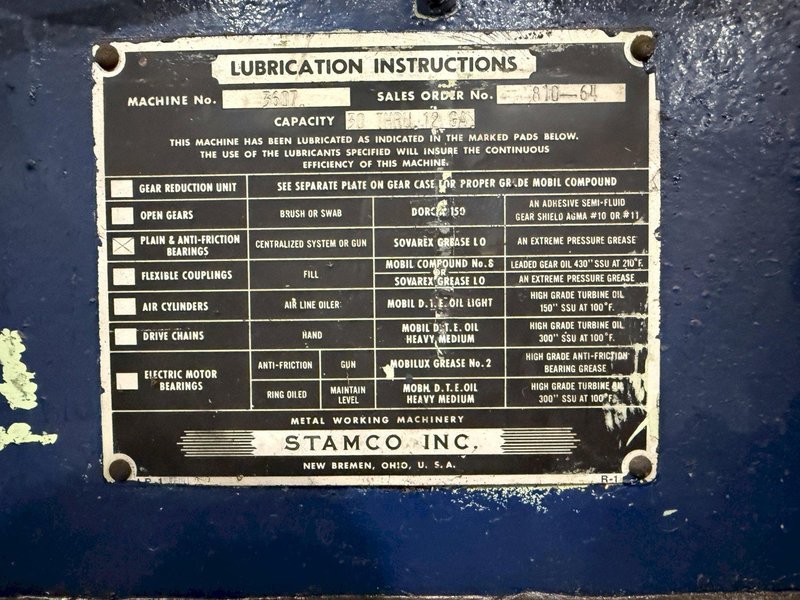 LUBRICATION INSTRUCTIONS
MACHINE No. 3607 SALES ORDER No. 810-64
CAPACITY 30 THRU 12 GA
THIS MACHINE HAS BEEN LUBRICATED AS INDICATED IN THE MARKED PADS BELOW.
THE USE OF THE LUBRICANTS SPECIFIED WILL INSURE THE CONTINUOUS
EFFICIENCY OF THIS MACHINE.
GEAR REDUCTION UNIT SEE SEPARATE PLATE ON GEAR CASE FOR PROPER GRADE MOBIL COMPOUND
OPEN GEARS BRUSH OR SWAB DORCIA 150 AN ADHESIVE SEMI-FLUID
GEAR SHIELD AGMA #10 OR #11
PLAIN & ANTI-FRICTION
BEARINGS CENTRALIZED SYSTEM OR GUN SOVAREX GREASE LO AN EXTREME PRESSURE GREASE
FLEXIBLE COUPLINGS FILL MOBIL COMPOUND No. 8 LEADED GEAR OIL 430'' SSU AT 210°F.
OR
SOVAREX GREASE LO AN EXTREME PRESSURE GREASE
AIR CYLINDERS AIR LINE OILER MOBIL D.T.E. OIL LIGHT HIGH GRADE TURBINE OIL
150'' SSU AT 100°F.
DRIVE CHAINS HAND MOBIL D.T.E. OIL
HEAVY MEDIUM HIGH GRADE TURBINE OIL
300'' SSU AT 100°F.
ELECTRIC MOTOR
BEARINGS ANTI-FRICTION GUN MOBILUX GREASE No. 2 HIGH GRADE ANTI-FRICTION
BEARING GREASE
RING OILED MAINTAIN
LEVEL MOBIL D.T.E. OIL
HEAVY MEDIUM HIGH GRADE TURBINE OIL
300'' SSU AT 100°F.
METAL WORKING MACHINERY
STAMCO INC.
NEW BREMEN, OHIO, U. S. A.
R-1